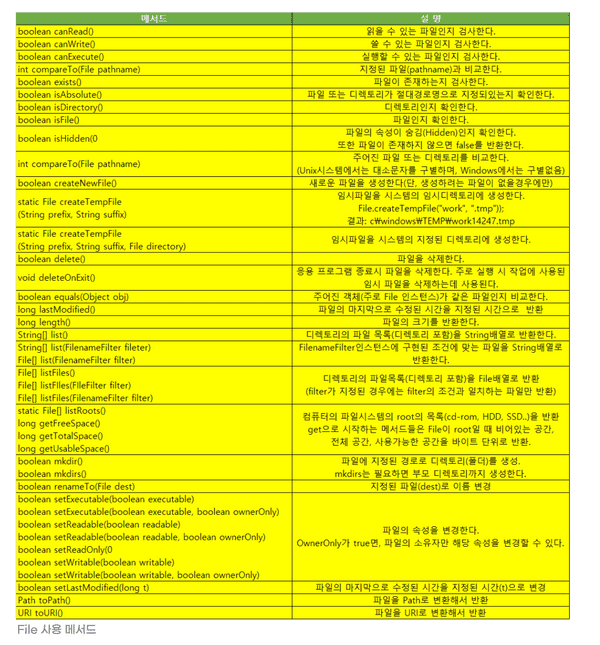 메서드 설 명
boolean canRead() 읽을 수 있는 파일인지 검사한다.
boolean canWrite() 쓸 수 있는 파일인지 검사한다.
boolean canExecute() 실행할 수 있는 파일인지 검사한다.
int compareTo(File pathname) 지정된 파일(pathname)과 비교한다.
boolean exists() 파일이 존재하는지 검사한다.
boolean isAbsolute() 파일 또는 디렉토리가 절대경로명으로 지정되있는지 확인한다.
boolean isDirectory() 디렉토리인지 확인한다.
boolean isFile() 파일인지 확인한다.
boolean isHidden(0 파일의 속성이 숨김(Hidden)인지 확인한다.
또한 파일이 존재하지 않으면 false를 반환한다.
int compareTo(File pathname) 주어진 파일 또는 디렉토리를 비교한다.
(Unix시스템에서는 대소문자를 구별하며, Windows에서는 구별없음)
boolean createNewFile() 새로운 파일을 생성한다(단, 생성하려는 파일이 없을경우에만)
static File createTempFile
(String prefix, String suffix)
임시파일을 시스템의 임시디렉토리에 생성한다.
File.createTempFile("work", ".tmp"));
결과: c₩windows₩TEMP₩work14247.tmp
static File createTempFile
(String prefix, String suffix, File directory)
임시파일을 시스템의 지정된 디렉토리에 생성한다.
boolean delete() 파일을 삭제한다.
void deleteOnExit() 응용 프로그램 종료시 파일을 삭제한다. 주로 실행 시 작업에 사용된
임시 파일을 삭제하는데 사용된다.
boolean equals(Object obj) 주어진 객체(주로 File 인스턴스)가 같은 파일인지 비교한다.
long lastModified() 파일의 마지막으로 수정된 시간을 지정된 시간으로 반환
long length() 파일의 크기를 반환한다.
String[] list() 디렉토리의 파일 목록(디렉토리 포함)을 String배열로 반환한다.
String[] list(FilenameFilter fileter)
File[] list(FilenameFilter filter)
FilenameFilter인스턴스에 구현된 조건에 맞는 파일을 String배열로
반환한다.
File[] listFiles()
File[] listFiles(FIleFilter filter)
File[] listFiles(FilenameFilter filter)
디렉토리의 파일목록(디렉토리 포함)을 File배열로 반환
(filter가 지정된 경우에는 filter의 조건과 일치하는 파일만 반환)
static File[] listRoots()
long getFreeSpace()
long getTotalSpace()
long getUsableSpace()
컴퓨터의 파일시스템의 root의 목록(cd-rom, HDD, SSD..)을 반환
get으로 시작하는 메서드들은 File이 root일 때 비어있는 공간,
전체 공간, 사용가능한 공간을 바이트 단위로 반환.
boolean mkdir()
boolean mkdirs()
파일에 지정된 경로로 디렉토리(폴더)를 생성.
mkdirs는 필요하면 부모 디렉토리까지 생성한다.
boolean renameTo(File dest) 지정된 파일(dest)로 이름 변경
boolean setExecutable(boolean executable)
boolean setExecutable(boolean executable, boolean ownerOnly)
boolean setReadable(boolean readable)
boolean setReadable(boolean readable, boolean ownerOnly)
boolean setReadOnly(0
boolean setWritable(boolean writable)
boolean setWritable(boolean writable, boolean ownerOnly)
파일의 속성을 변경한다.
OwnerOnly가 true면, 파일의 소유자만 해당 속성을 변경할 수 있다.
boolean setLastModified(long t) 파일의 마지막으로 수정된 시간을 지정된 시간(t)으로 변경
Path toPath() 파일을 Path로 변환해서 반환
URI toURI() 파일을 URI로 변환해서 반환
File 사용 메서드